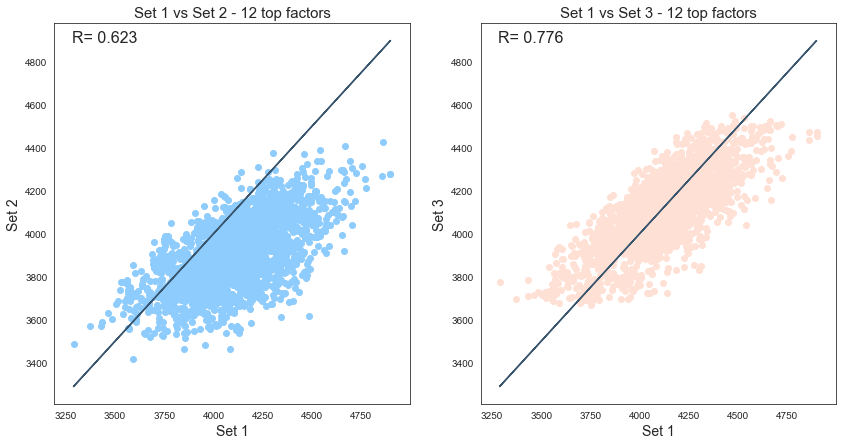 Set 1 vs Set 2 - 12 top factors
R= 0.623
4800
4600
4400
4200
4000
3800
3600
3400
Set 2
3250 3500 3750 4000 4250 4500 4750
Set 1
Set 1 vs Set 3 - 12 top factors
R= 0.776
4800
4600
4400
4200
4000
3800
3600
3400
Set 3
3250 3500 3750 4000 4250 4500 4750
Set 1